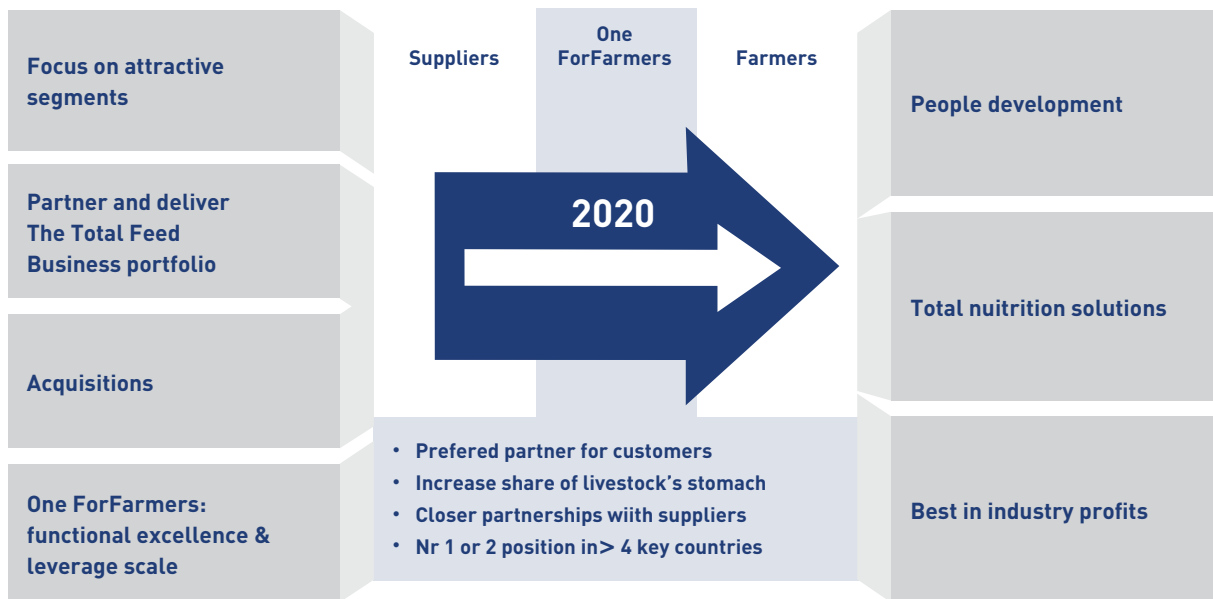 Focus on attractive
segments
Partner and deliver
The Total Feed
Business portfolio
Acquisitions
One ForFarmers:
functional excellence &
leverage scale
Suppliers
One
ForFarmers
Farmers
2020
• Prefered partner for customers
• Increase share of livestock's stomach
• Closer partnerships wiith suppliers
• Nr 1 or 2 position in> 4 key countries
People development
Total nuitrition solutions
Best in industry profits